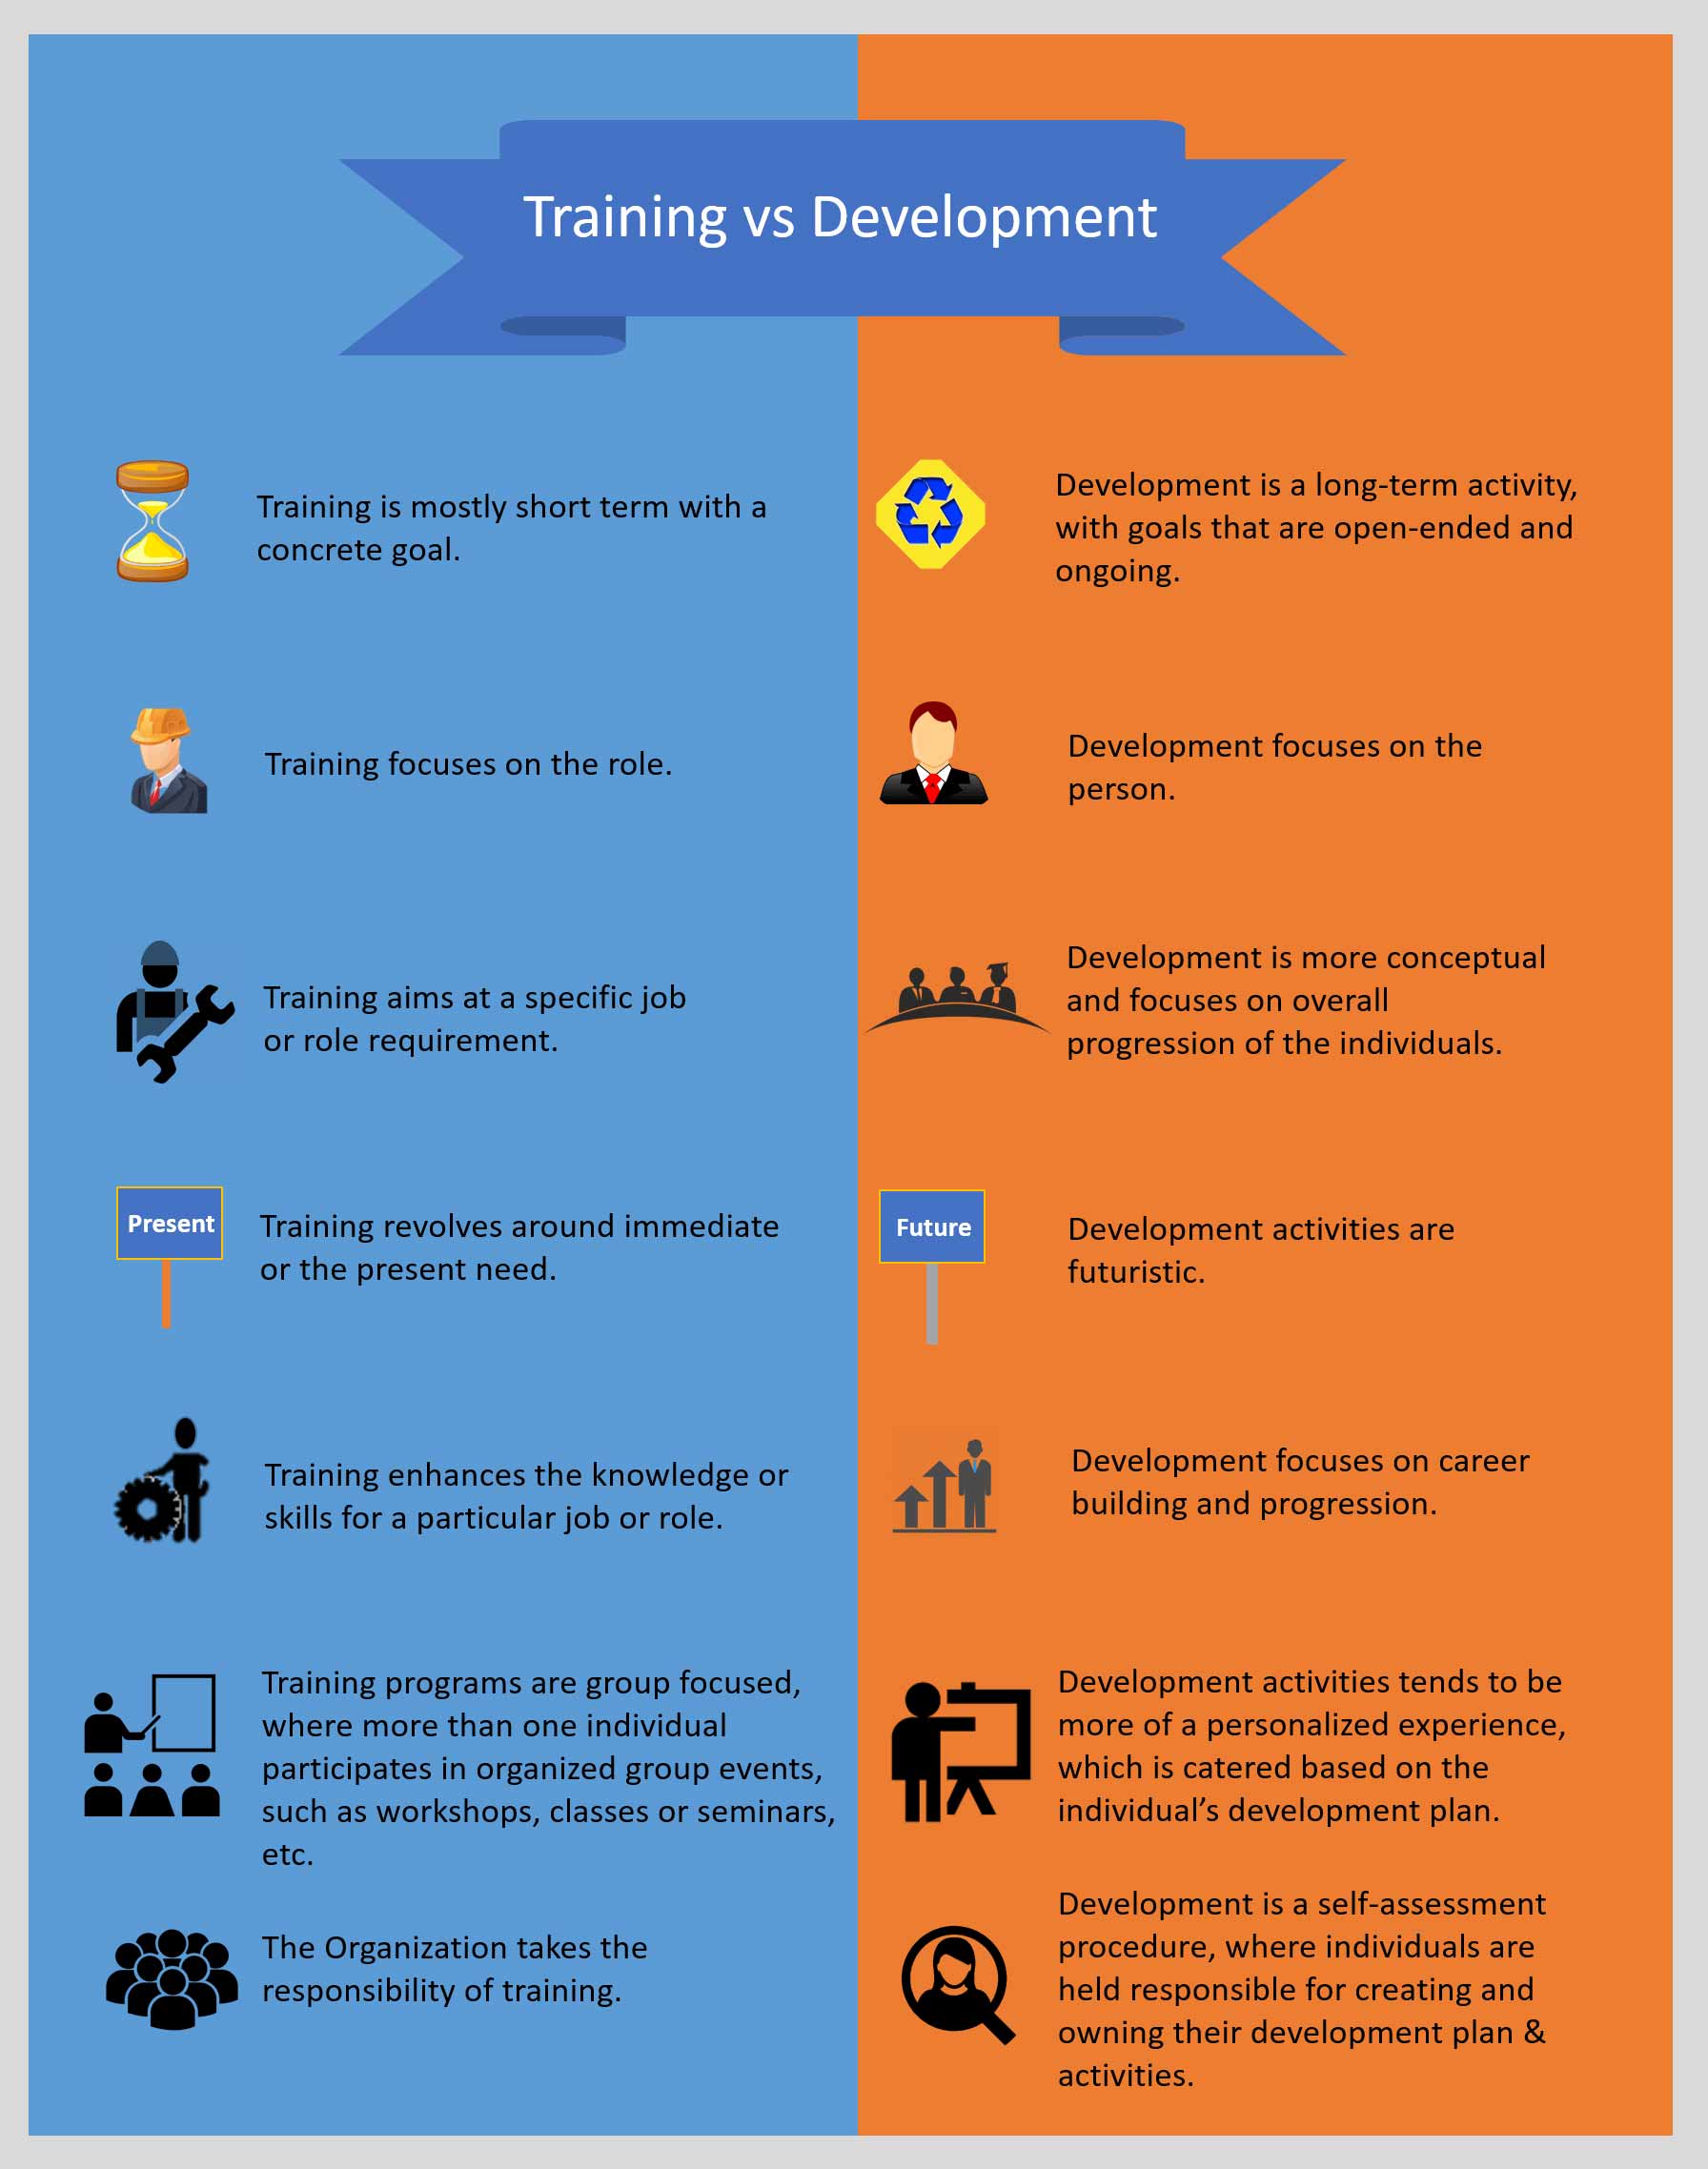 Training vs Development
Training is mostly short term with a
concrete goal.
Development is a long-term activity,
with goals that are open-ended and
ongoing.
Training focuses on the role.
Development focuses on the
person.
Training aims at a specific job
or role requirement.
Development is more conceptual
and focuses on overall
progression of the individuals.
Present
Training revolves around immediate
or the present need.
Future
Development activities are
futuristic.
Training enhances the knowledge or
skills for a particular job or role.
Development focuses on career
building and progression.
Training programs are group focused,
where more than one individual
participates in organized group events,
such as workshops, classes or seminars,
etc.
Development activities tends to be
more of a personalized experience,
which is catered based on the
individual’s development plan.
The Organization takes the
responsibility of training.
Development is a self-assessment
procedure, where individuals are
held responsible for creating and
owning their development plan &
activities.